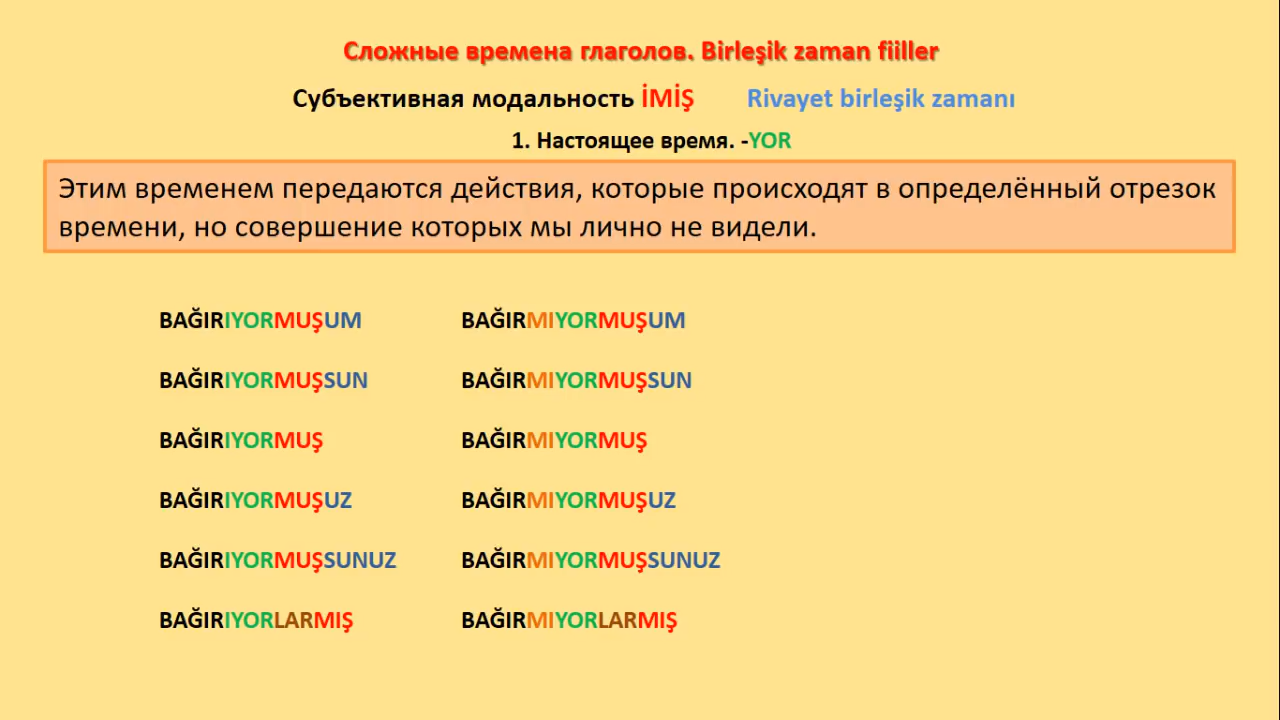 Сложные времена глаголов. Birleşik zaman fiiller
Субъективная модальность İMİŞ Rivayet birleşik zamanı
1. Настоящее время. -YOR
Этим временем передаются действия, которые происходят в определённый отрезок
времени, но совершение которых мы лично не видели.
BAĞIRIYORMUŞUM BAĞIRMIYORMUŞUM
BAĞIRIYORMUŞSUN BAĞIRMIYORMUŞSUN
BAĞIRIYORMUŞ BAĞIRMIYORMUŞ
BAĞIRIYORMUŞUZ BAĞIRMIYORMUŞUZ
BAĞIRIYORMUŞSUNUZ BAĞIRMIYORMUŞSUNUZ
BAĞIRIYORLARMIŞ BAĞIRMIYORLARMIŞ